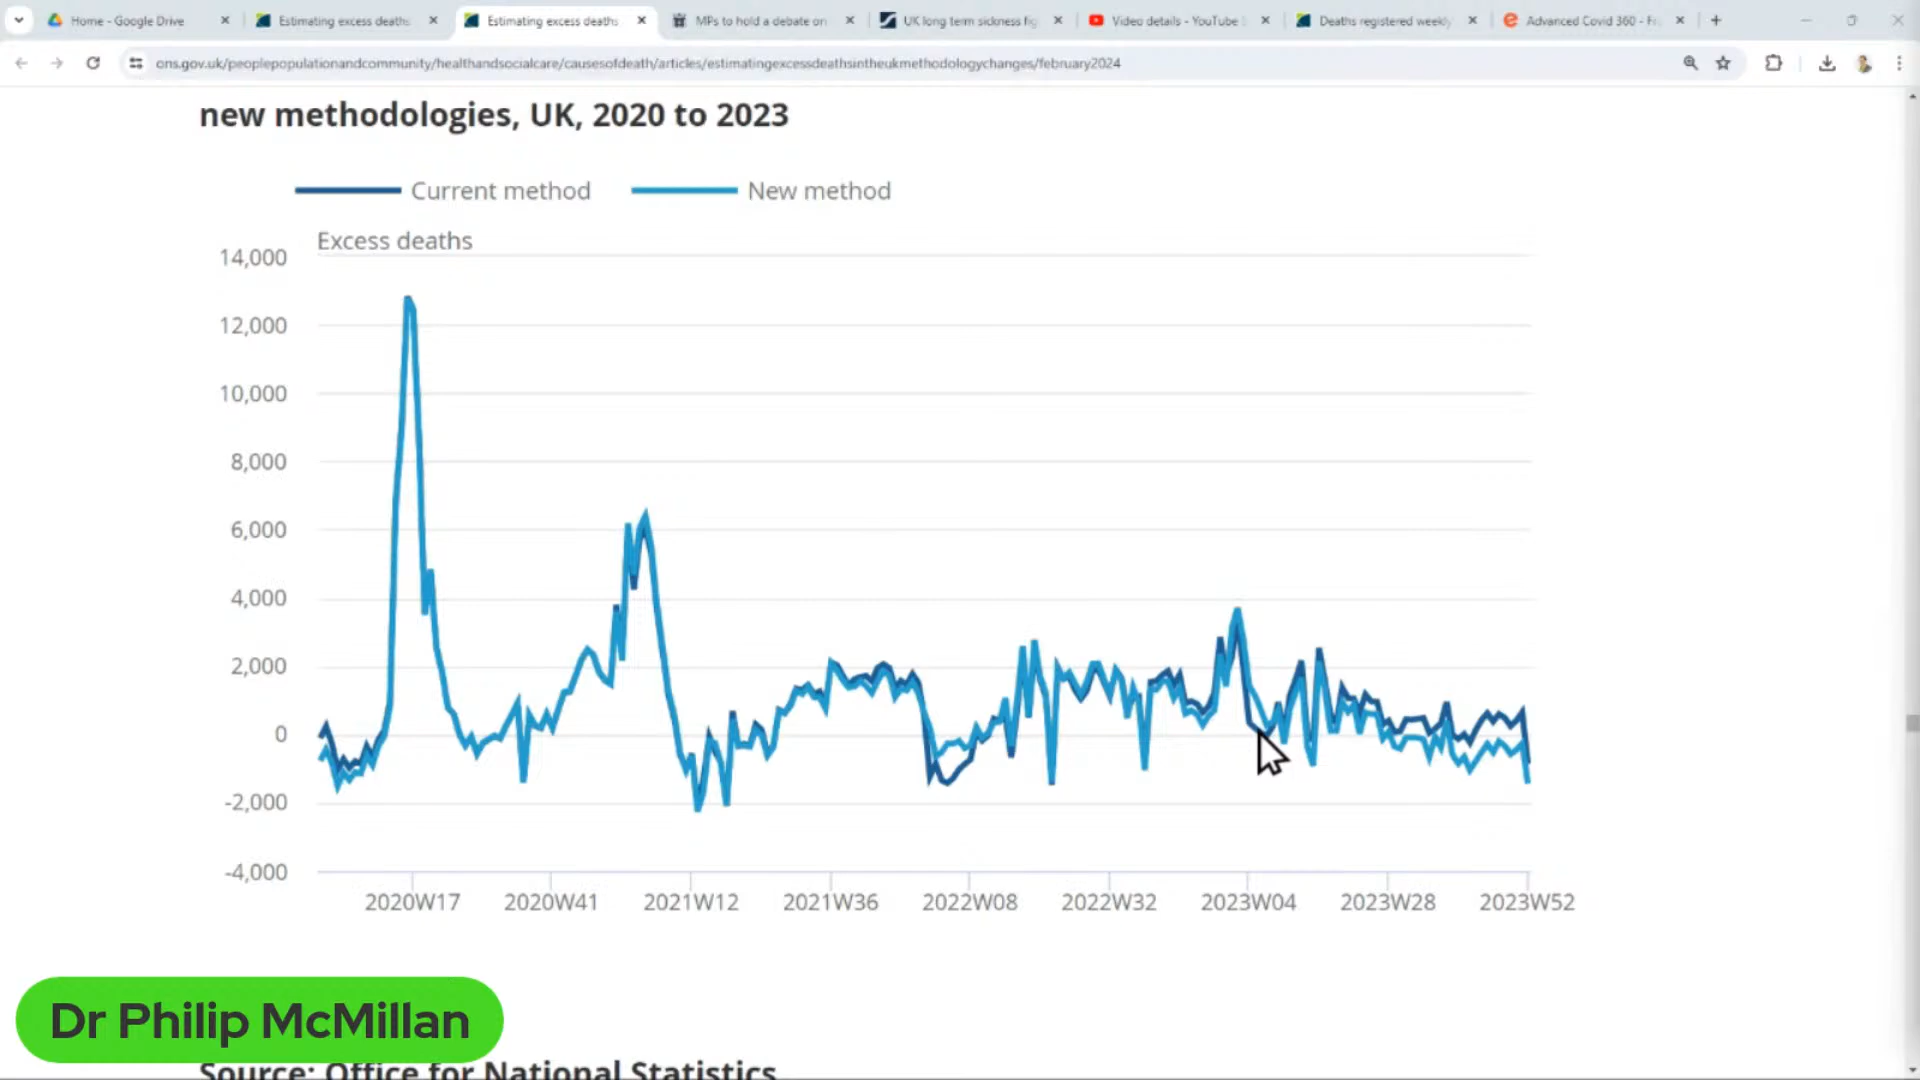 Home - Google Drive
Estimating excess deaths
Estimating excess deaths
MPs to hold a debate on
UK long term sickness fig
Video details - YouTube
Deaths registered weekly
Advanced Covid 360 - Fr
ons.gov.uk/peoplepopulationandcommunity/healthandsocialcare/causesofdeath/articles/estimatingexcessdeathsintheukmethodologychanges/february2024
new methodologies, UK, 2020 to 2023
Current method
New method
Excess deaths
14,000
12,000
10,000
8,000
6,000
4,000
2,000
0
-2,000
-4,000
2020W17
2020W41
2021W12
2021W36
2022W08
2022W32
2023W04
2023W28
2023W52
Dr Philip McMillan
Source: Office for National Statistics